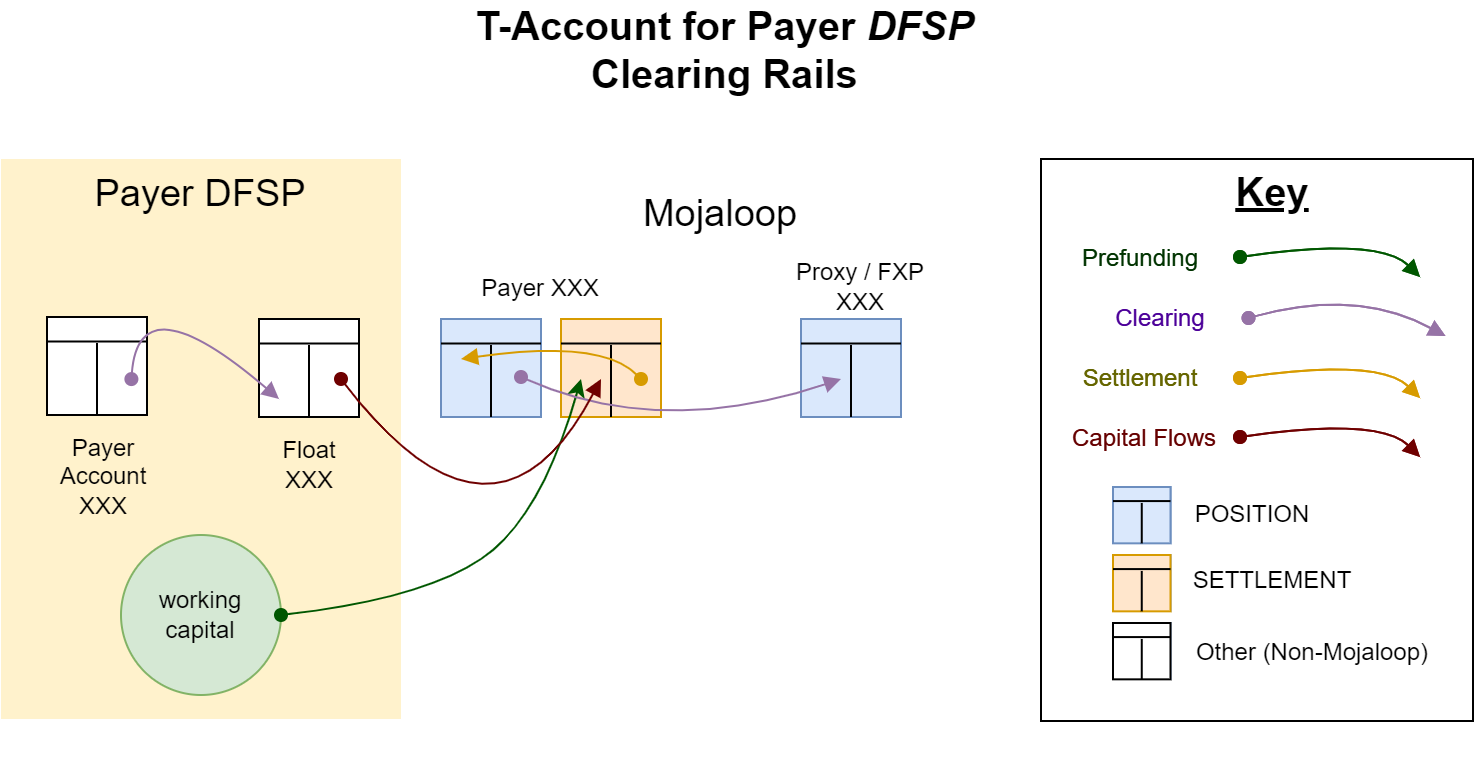 T-Account for Payer DFSP
Clearing Rails
Payer DFSP
Mojaloop
Payer XXX
Proxy / FXP
XXX
Payer
Account
XXX
Float
XXX
working
capital
Key
Prefunding
Clearing
Settlement
Capital Flows
POSITION
SETTLEMENT
Other (Non-Mojaloop)